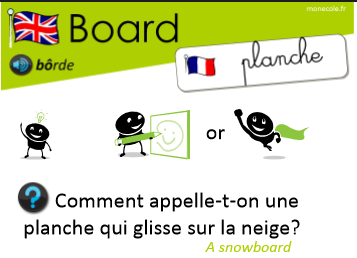 monecole.fr
Board
bôrde
planche
or
Comment appelle-t-on une
planche qui glisse sur la neige?
A snowboard